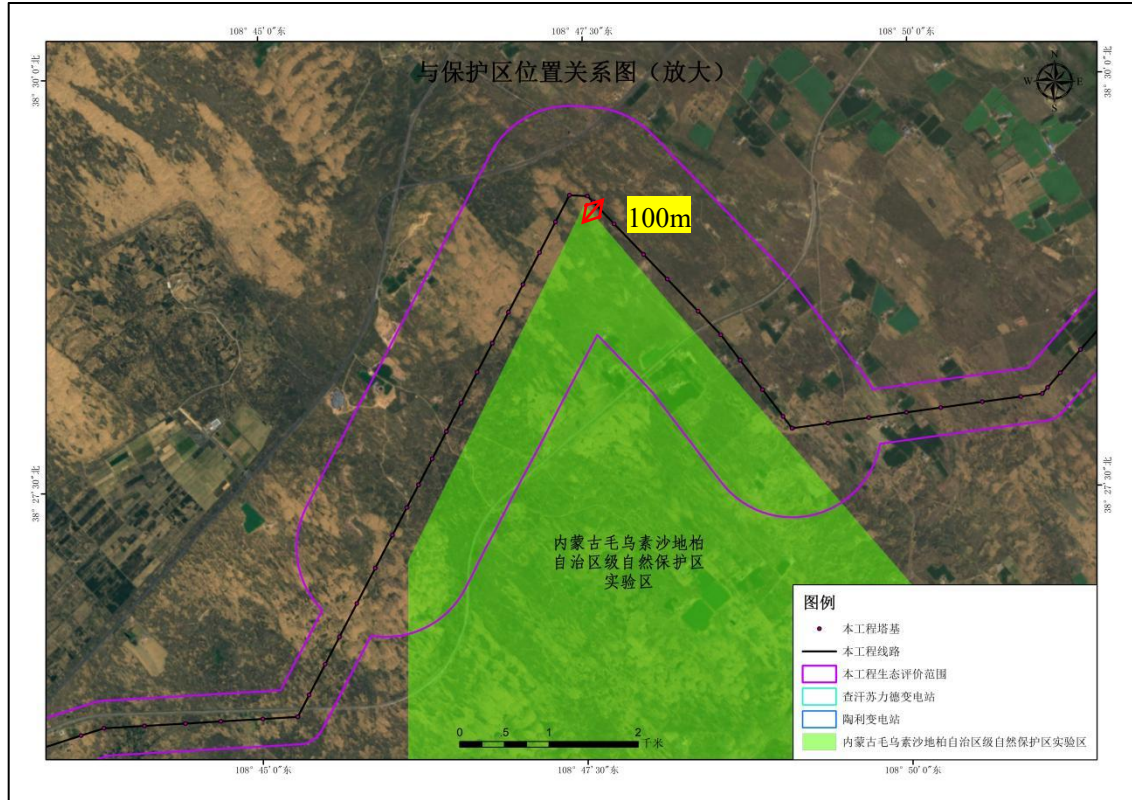 108° 45′ 0″东
108° 47′ 30″东
108° 50′ 0″东
38° 30′ 0″北
38° 30′ 0″北
与保护区位置关系图（放大）
N
W
E
S
100m
38° 27′ 30″北
38° 27′ 30″北
内蒙古毛乌素沙地柏
自治区级自然保护区
实验区
图例
本工程塔基
本工程线路
本工程生态评价范围
查汗苏力德变电站
陶利变电站
内蒙古毛乌素沙地柏自治区级自然保护区实验区
0
5
1
2
千米
108° 45′ 0″东
108° 47′ 30″东
108° 50′ 0″东